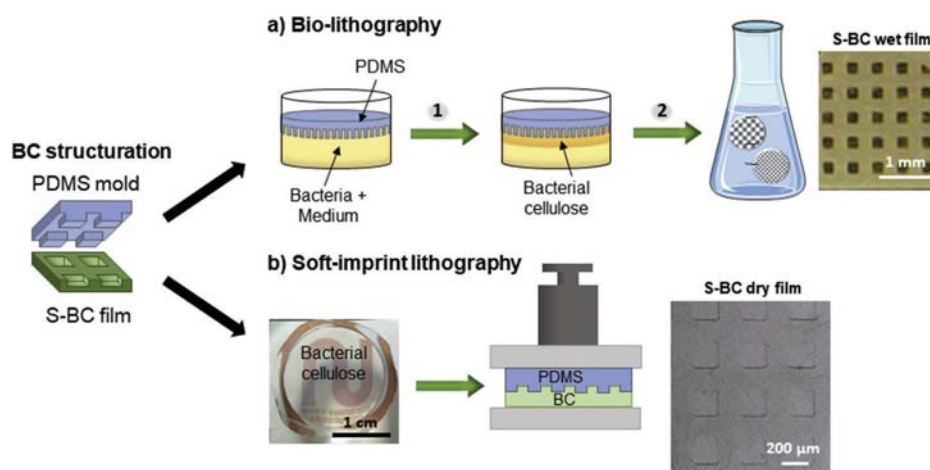 a) Bio-lithography
PDMS
1
2
S-BC wet film
1 mm
Bacteria +
Medium
Bacterial
cellulose
BC structuration
PDMS mold
S-BC film
b) Soft-imprint lithography
Bacterial
cellulose
1 cm
PDMS
BC
S-BC dry film
200 µm